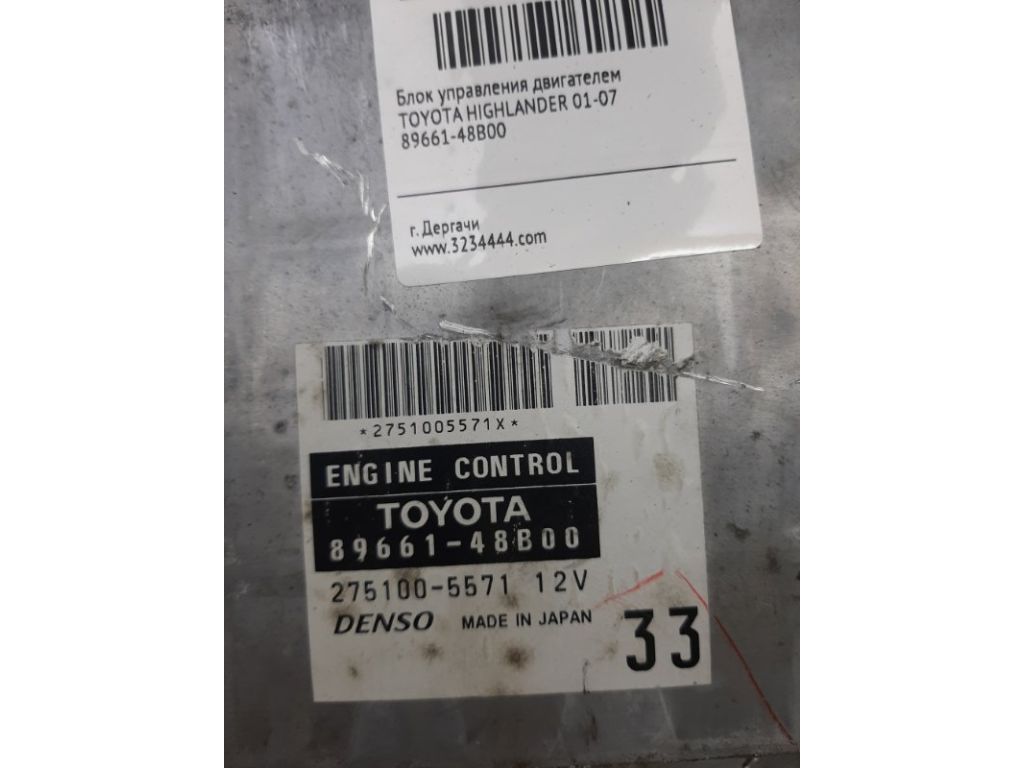 Блок управления двигателем
TOYOTA HIGHLANDER 01-07
89661-48B00
г. Дергачи
www.3234444.com
*2751005571X*
ENGINE CONTROL
TOYOTA
89661-48B00
275100-5571 12V
DENSO MADE IN JAPAN
33